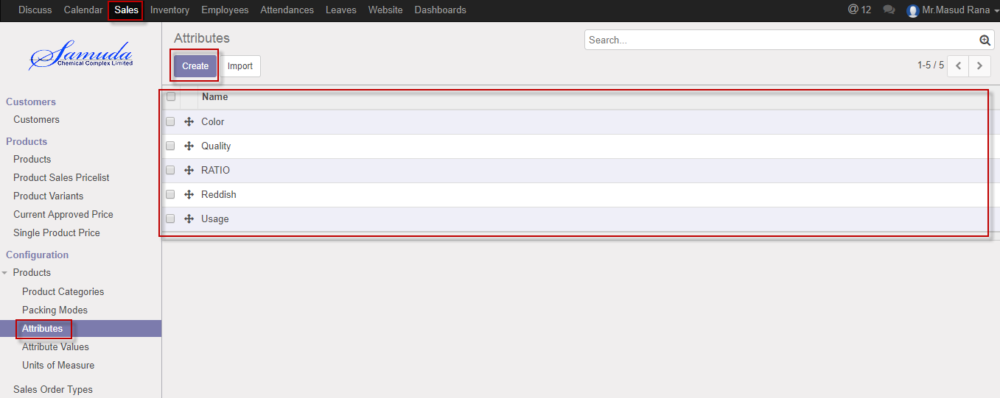 Discuss Calendar Sales Inventory Employees Attendances Leaves Website Dashboards @ 12 Mr.Masud Rana
Samuda
Chemical Complex Limited
Customers
Customers
Products
Products
Product Sales Pricelist
Product Variants
Current Approved Price
Single Product Price
Configuration
Products
Product Categories
Packing Modes
Attributes
Attribute Values
Units of Measure
Sales Order Types
Attributes
Search...
Create Import
1-5 / 5
Name
Color
Quality
RATIO
Reddish
Usage